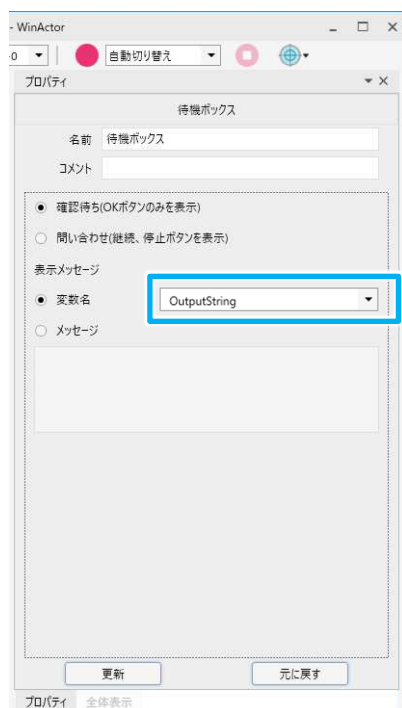 - WinActor
0
自動切り替え
プロパティ
待機ボックス
名前 待機ボックス
コメント
確認待ち(OKボタンのみを表示)
問い合わせ(継続、停止ボタンを表示)
表示メッセージ
変数名 OutputString
メッセージ
更新 元に戻す
プロパティ 全体表示